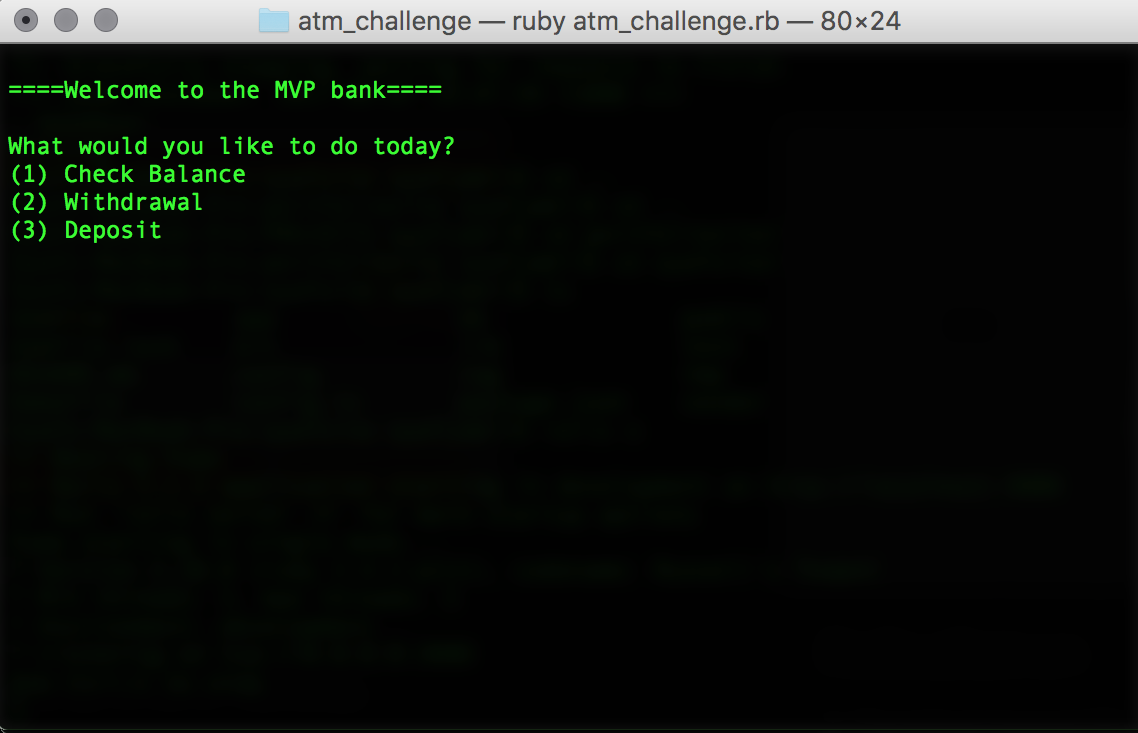 atm_challenge — ruby atm_challenge.rb — 80×24
====Welcome to the MVP bank====
What would you like to do today?
(1) Check Balance
(2) Withdrawal
(3) Deposit